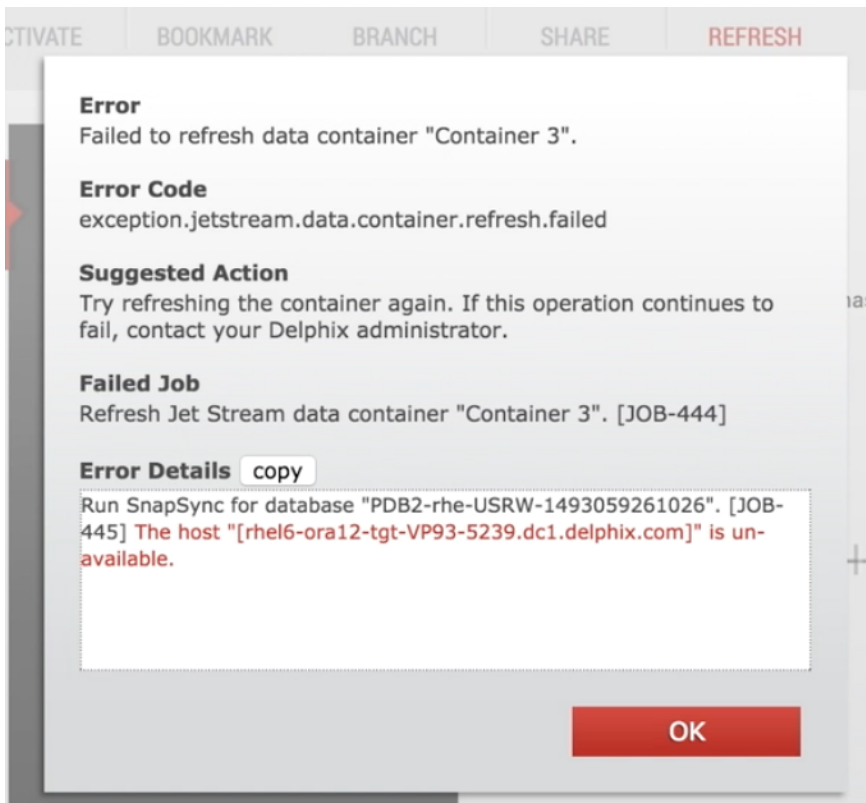 CTIVATE BOOKMARK BRANCH SHARE REFRESH
Error
Failed to refresh data container "Container 3".
Error Code
exception.jetstream.data.container.refresh.failed
Suggested Action
Try refreshing the container again. If this operation continues to
fail, contact your Delphix administrator.
Failed Job
Refresh Jet Stream data container "Container 3". [JOB-444]
Error Details copy
Run SnapSync for database "PDB2-rhe-USRW-1493059261026". [JOB-
445] The host "[rhel6-ora12-tgt-VP93-5239.dc1.delphix.com]" is un-
available.
OK